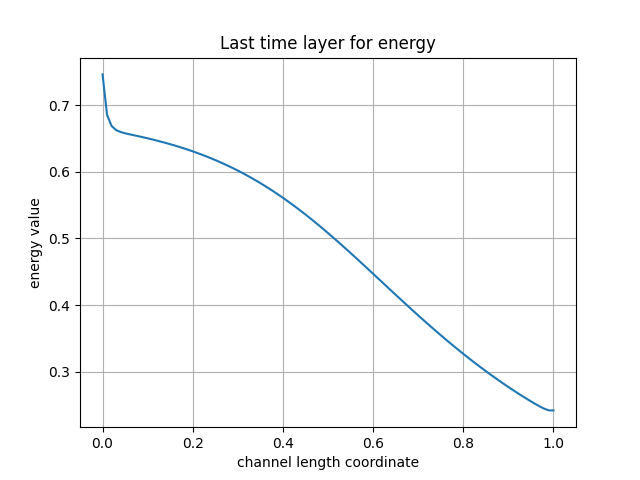 Last time layer for energy
0.7
0.6
0.5
0.4
0.3
energy value
0.0 0.2 0.4 0.6 0.8 1.0
channel length coordinate